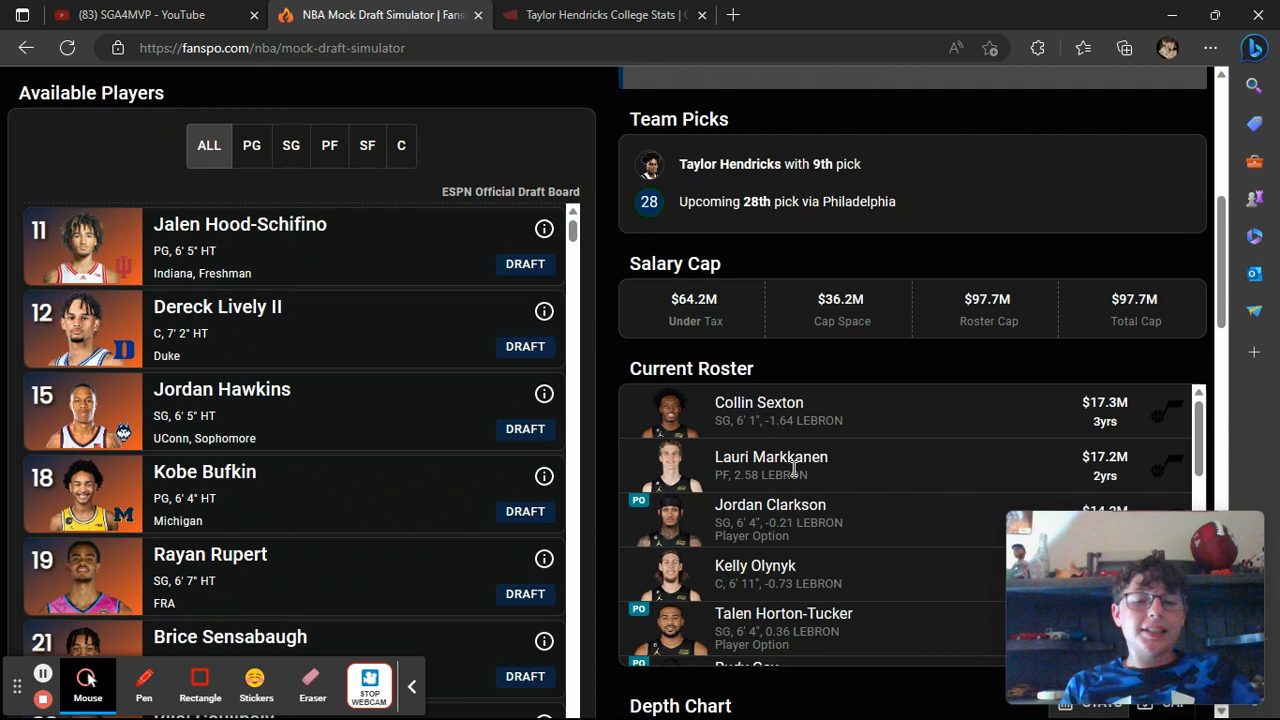 (83) SGA4MVP - YouTube
NBA Mock Draft Simulator | Fans
Taylor Hendricks College Stats | C
https://fanspo.com/nba/mock-draft-simulator
Available Players
ALL PG SG PF SF C
ESPN Official Draft Board
11
Jalen Hood-Schifino
PG, 6' 5" HT
Indiana, Freshman
DRAFT
12
Dereck Lively II
C, 7' 2" HT
Duke
DRAFT
15
Jordan Hawkins
SG, 6' 5" HT
UConn, Sophomore
DRAFT
18
Kobe Bufkin
PG, 6' 4" HT
Michigan
DRAFT
19
Rayan Rupert
SG, 6' 7" HT
FRA
DRAFT
21
Brice Sensabaugh
DRAFT
Mouse
Pen
Rectangle
Stickers
Eraser
STOP
WEBCAM
Team Picks
Taylor Hendricks with 9th pick
28 Upcoming 28th pick via Philadelphia
Salary Cap
$64.2M $36.2M $97.7M $97.7M
Under Tax Cap Space Roster Cap Total Cap
Current Roster
Collin Sexton $17.3M
SG, 6' 1", -1.64 LEBRON 3yrs
Lauri Markkanen $17.2M
PF, 2.58 LEBRON 2yrs
PO Jordan Clarkson
SG, 6' 4", -0.21 LEBRON
Player Option
Kelly Olynyk
C, 6' 11", -0.73 LEBRON
PO Talen Horton-Tucker
SG, 6' 4", 0.36 LEBRON
Player Option
PO
Depth Chart